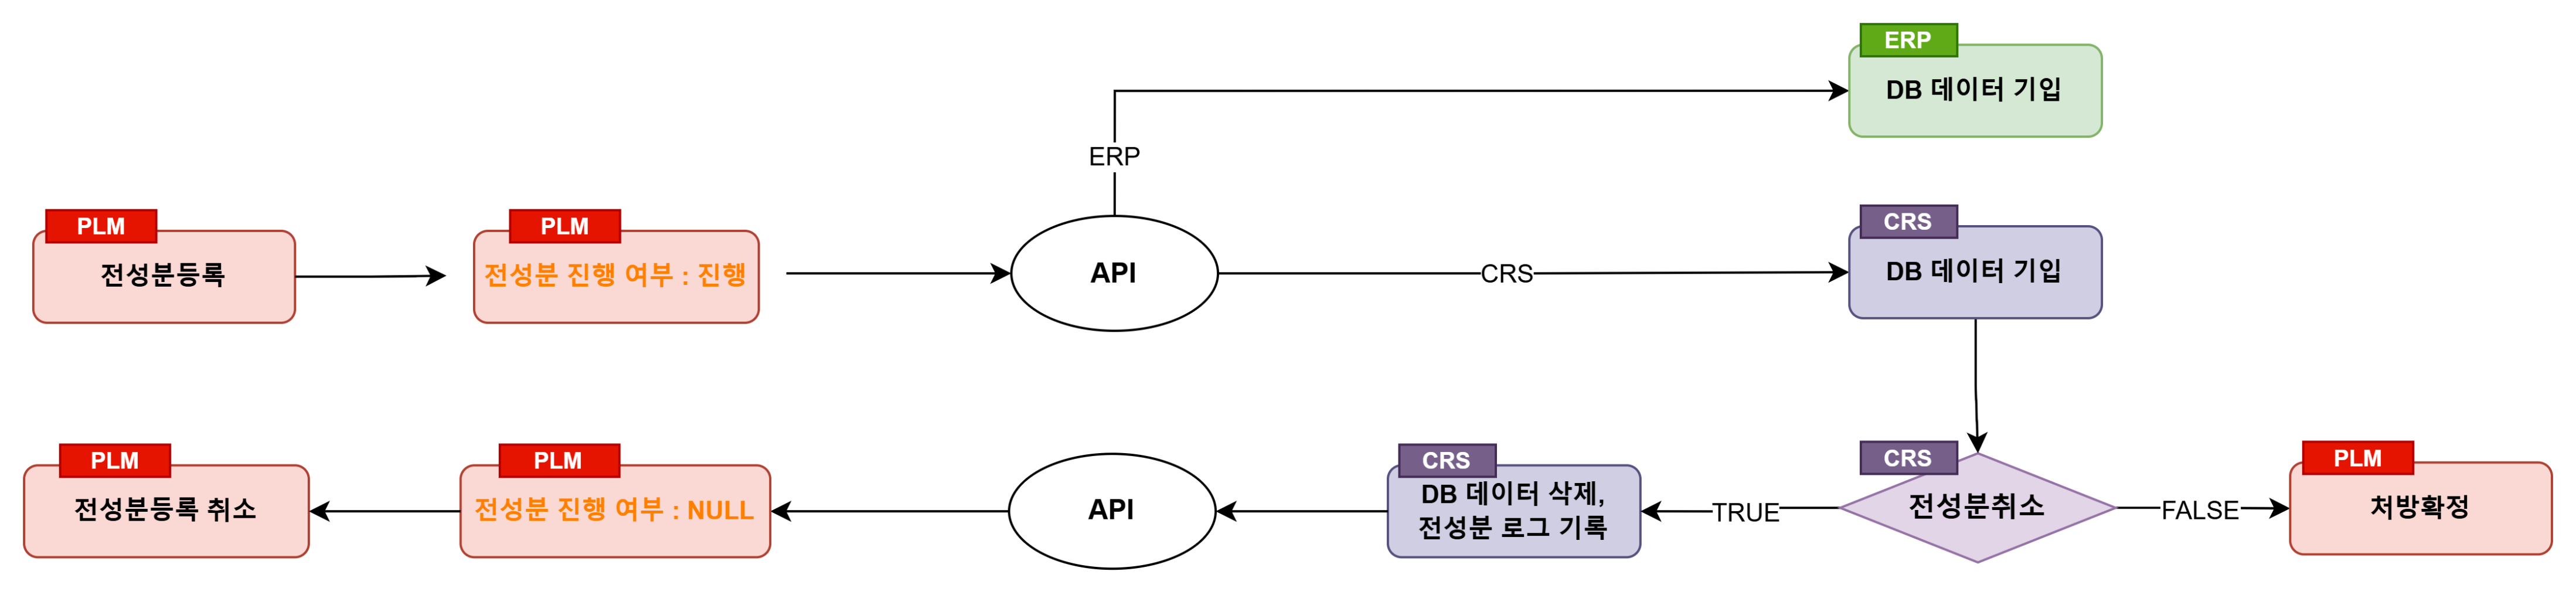 ERP
DB 데이터 기입
ERP
PLM
전성분등록
PLM
전성분 진행 여부 : 진행
API
CRS
CRS
DB 데이터 기입
PLM
전성분등록 취소
PLM
전성분 진행 여부 : NULL
API
CRS
DB 데이터 삭제,
전성분 로그 기록
TRUE
CRS
전성분취소
FALSE
PLM
처방확정